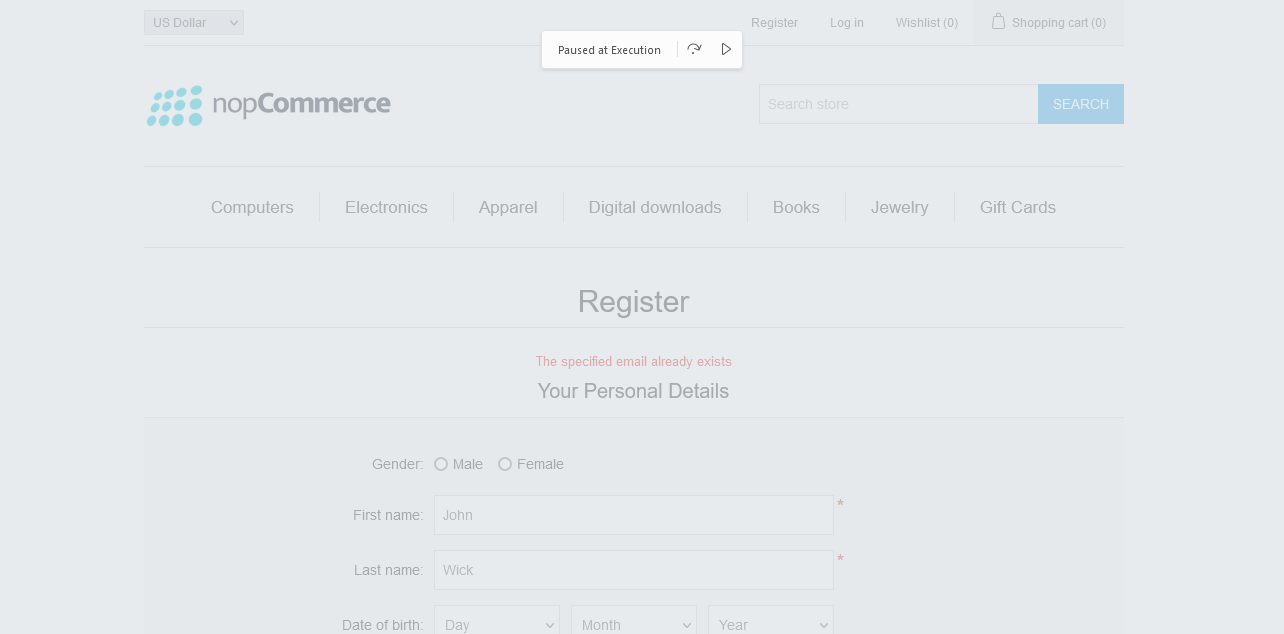 US Dollar
Register Log in Wishlist (0) Shopping cart (0)
Paused at Execution
nopCommerce
Search store SEARCH
Computers Electronics Apparel Digital downloads Books Jewelry Gift Cards
Register
The specified email already exists
Your Personal Details
Gender: Male Female
First name: John *
Last name: Wick *
Date of birth: Day Month Year